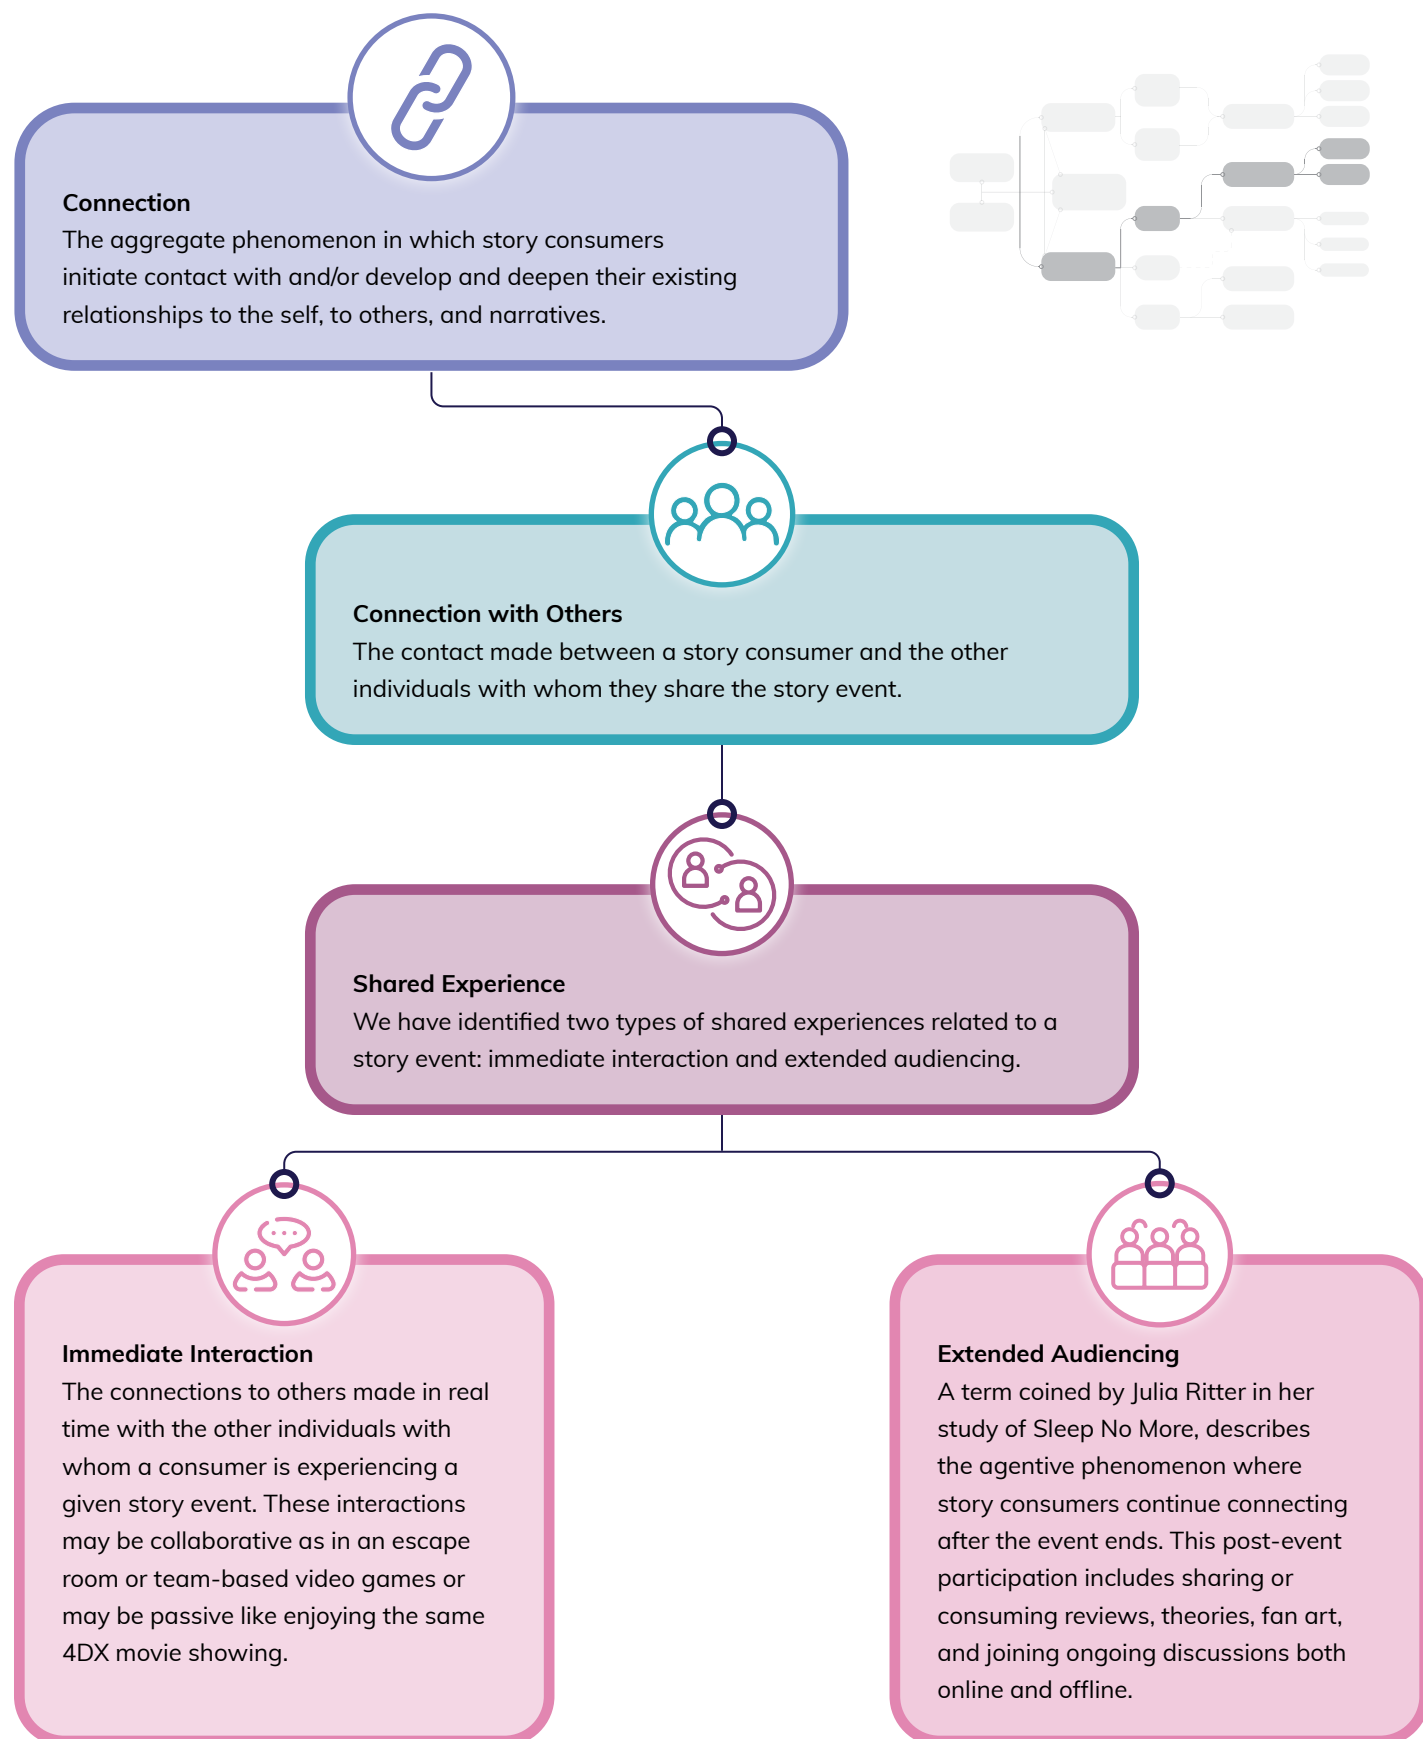 Connection
The aggregate phenomenon in which story consumers
initiate contact with and/or develop and deepen their existing
relationships to the self, to others, and narratives.
Connection with Others
The contact made between a story consumer and the other
individuals with whom they share the story event.
Shared Experience
We have identified two types of shared experiences related to a
story event: immediate interaction and extended audiencing.
Immediate Interaction
The connections to others made in real
time with the other individuals with
whom a consumer is experiencing a
given story event. These interactions
may be collaborative as in an escape
room or team-based video games or
may be passive like enjoying the same
4DX movie showing.
Extended Audiencing
A term coined by Julia Ritter in her
study of Sleep No More, describes
the agentive phenomenon where
story consumers continue connecting
after the event ends. This post-event
participation includes sharing or
consuming reviews, theories, fan art,
and joining ongoing discussions both
online and offline.